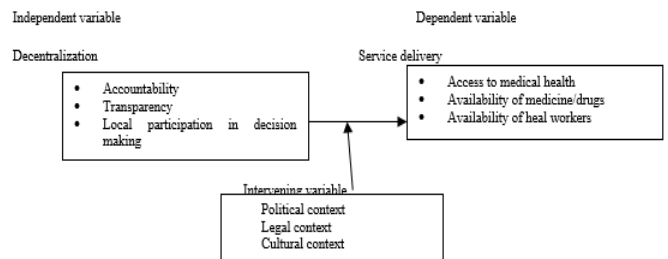 Independent variable
Dependent variable
Decentralization
Service delivery
• Accountability
• Transparency
• Local participation in decision
making
• Access to medical health
• Availability of medicine/drugs
• Availability of heal workers
Intervening variable
Political context
Legal context
Cultural context